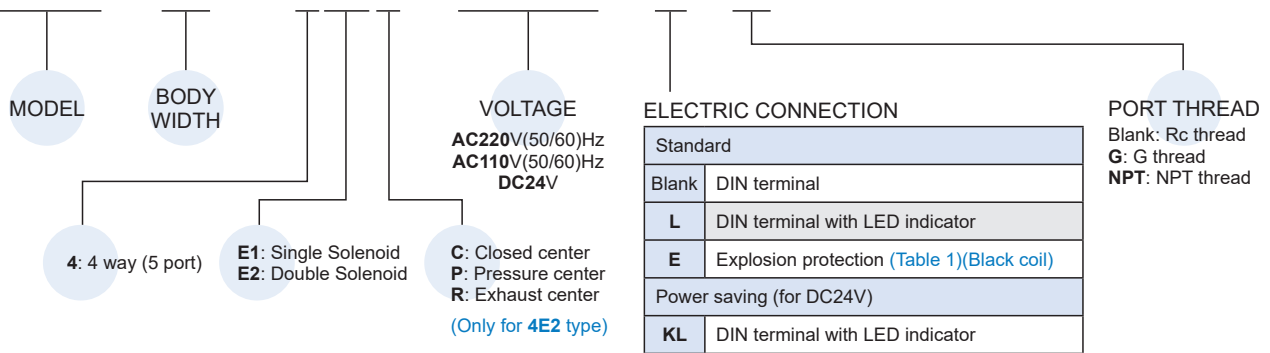 MODEL
BODY
WIDTH
4: 4 way (5 port)
E1: Single Solenoid
E2: Double Solenoid
C: Closed center
P: Pressure center
R: Exhaust center
(Only for 4E2 type)
VOLTAGE
AC220V(50/60)Hz
AC110V(50/60)Hz
DC24V
ELECTRIC CONNECTION
Standard
Blank DIN terminal
L DIN terminal with LED indicator
E Explosion protection (Table 1)(Black coil)
Power saving (for DC24V)
KL DIN terminal with LED indicator
PORT THREAD
Blank: Rc thread
G: G thread
NPT: NPT thread